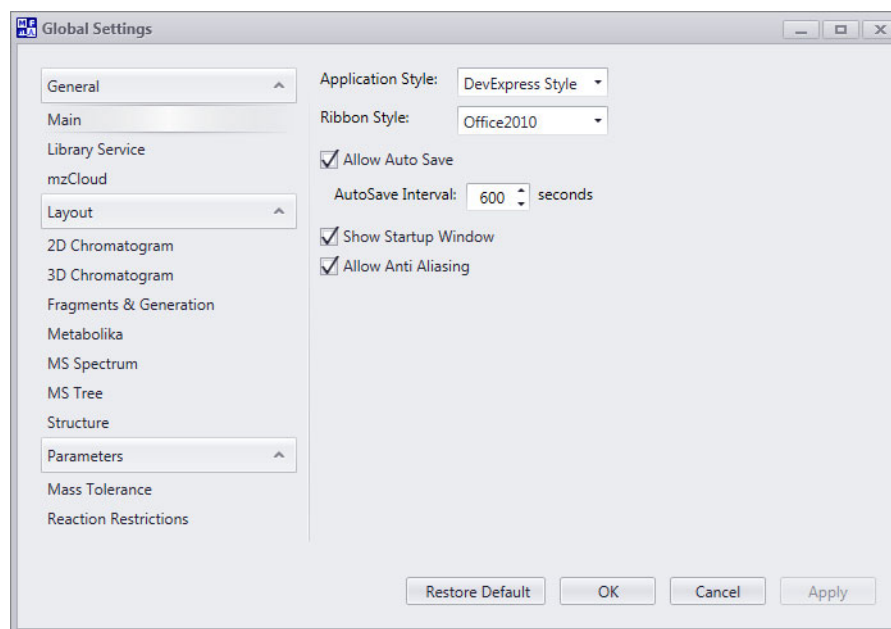 Global Settings
General
Main
Library Service
mzCloud
Layout
2D Chromatogram
3D Chromatogram
Fragments & Generation
Metabolika
MS Spectrum
MS Tree
Structure
Parameters
Mass Tolerance
Reaction Restrictions
Application Style: DevExpress Style
Ribbon Style: Office2010
Allow Auto Save
AutoSave Interval: 600 seconds
Show Startup Window
Allow Anti Aliasing
Restore Default OK Cancel Apply